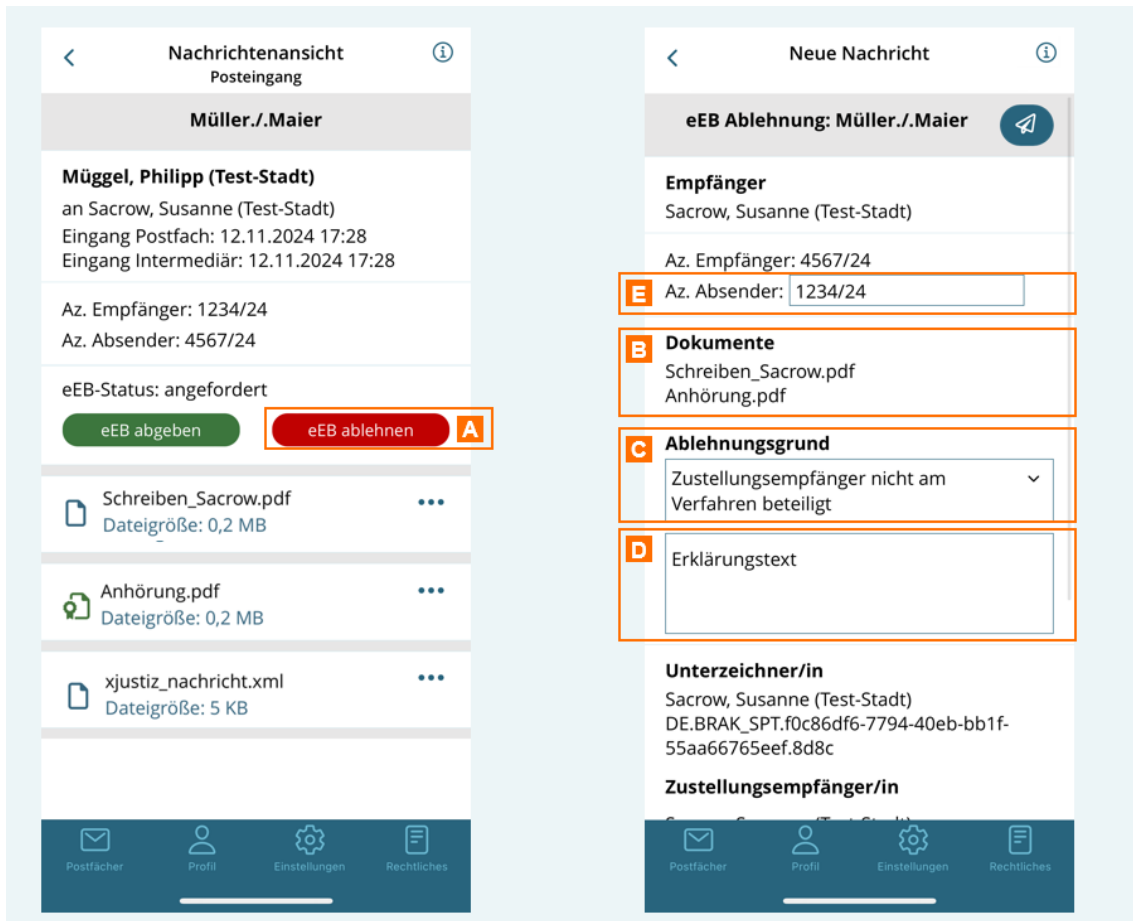 Nachrichtenansicht
Posteingang
Müller./.Maier
Müggel, Philipp (Test-Stadt)
an Sacrow, Susanne (Test-Stadt)
Eingang Postfach: 12.11.2024 17:28
Eingang Intermediär: 12.11.2024 17:28
Az. Empfänger: 1234/24
Az. Absender: 4567/24
eEB-Status: angefordert
eEB abgeben
eEB ablehnen
A
Schreiben_Sacrow.pdf
Dateigröße: 0,2 MB
Anhörung.pdf
Dateigröße: 0,2 MB
xjustiz_nachricht.xml
Dateigröße: 5 KB
Postfächer
Profil
Einstellungen
Rechtliches
Neue Nachricht
eEB Ablehnung: Müller./.Maier
Empfänger
Sacrow, Susanne (Test-Stadt)
Az. Empfänger: 4567/24
E
Az. Absender: 1234/24
B
Dokumente
Schreiben_Sacrow.pdf
Anhörung.pdf
C
Ablehnungsgrund
Zustellungsempfänger nicht am
Verfahren beteiligt
D
Erklärungstext
Unterzeichner/in
Sacrow, Susanne (Test-Stadt)
DE.BRAK_SPT.f0c86df6-7794-40eb-bb1f-
55aa66765eef.8d8c
Zustellungsempfänger/in
Postfächer
Profil
Einstellungen
Rechtliches